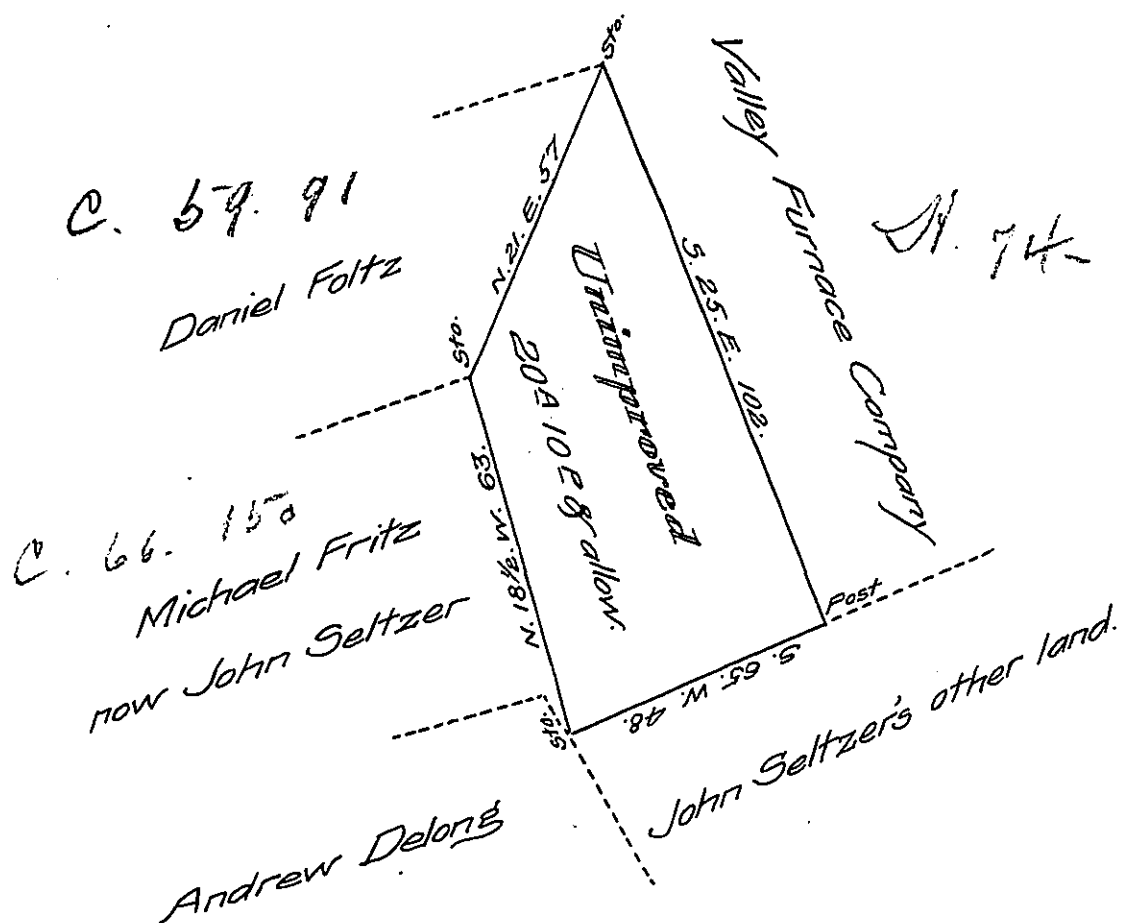 Sto.
Valley Furnace Company
C. 59. 91
Daniel Foltz
N. 21. E. 57
S. 25. E. 102.
74
Unimproved
20A 10P & allow.
Sto.
C. 66. 150
Michael Fritz
now John Seltzer
N. 18½. W. 63.
Post
S. 65. W. 48.
Sto.
John Seltzer's other land.
Andrew Delong